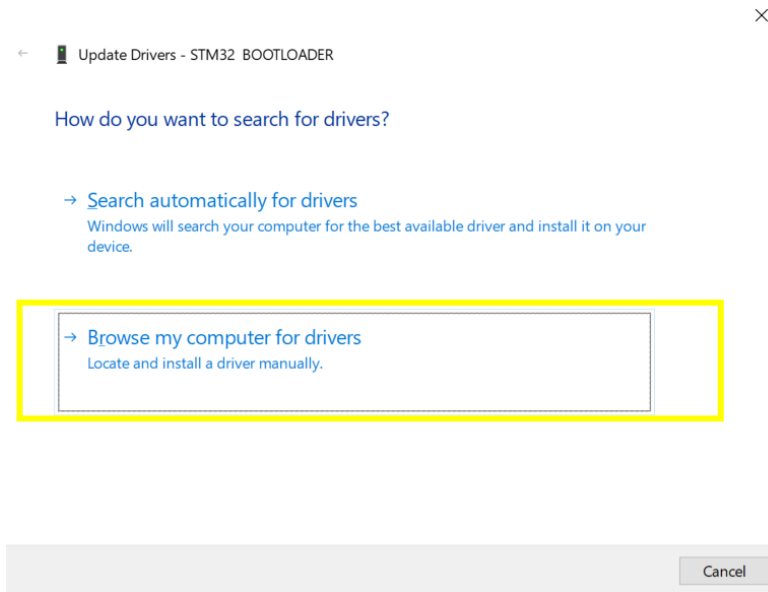 Update Drivers - STM32 BOOTLOADER
How do you want to search for drivers?
Search automatically for drivers
Windows will search your computer for the best available driver and install it on your
device.
Browse my computer for drivers
Locate and install a driver manually.
Cancel